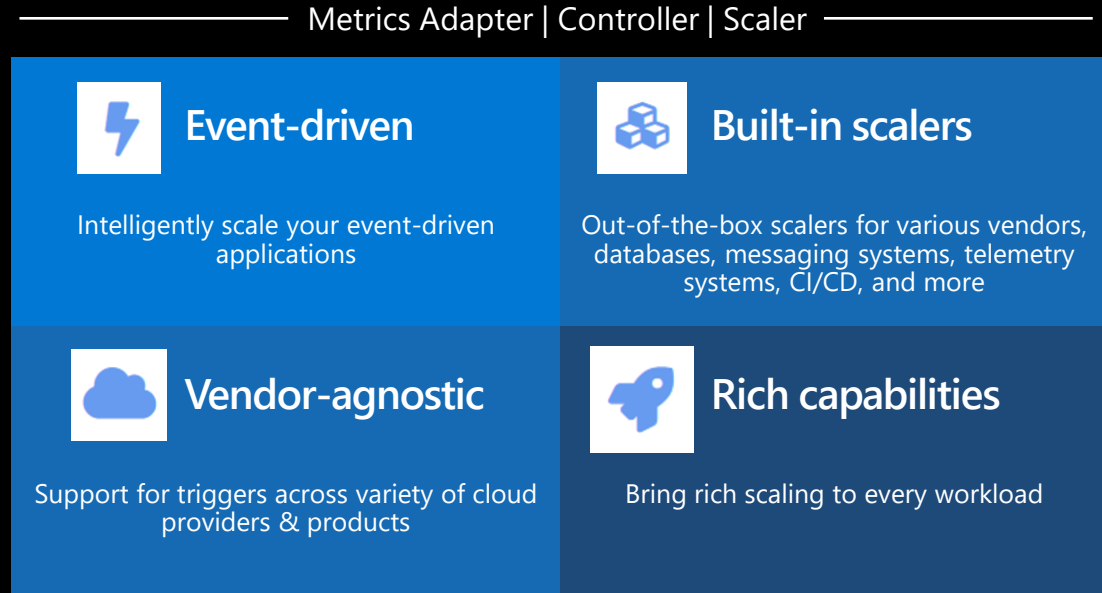 Metrics Adapter | Controller | Scaler
Event-driven
Intelligently scale your event-driven
applications
Built-in scalers
Out-of-the-box scalers for various vendors,
databases, messaging systems, telemetry
systems, CI/CD, and more
Vendor-agnostic
Support for triggers across variety of cloud
providers & products
Rich capabilities
Bring rich scaling to every workload